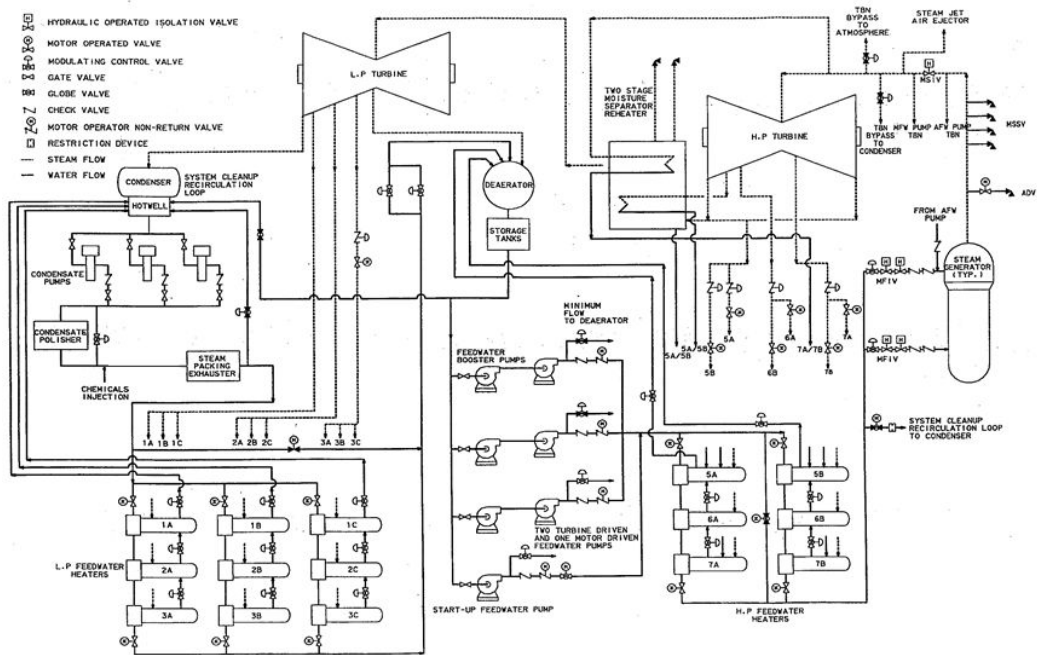 HYDRAULIC OPERATED ISOLATION VALVE
MOTOR OPERATED VALVE
MODULATING CONTROL VALVE
GATE VALVE
GLOBE VALVE
CHECK VALVE
MOTOR OPERATOR NON-RETURN VALVE
RESTRICTION DEVICE
STEAM FLOW
WATER FLOW
L.P TURBINE
TWO STAGE
MOISTURE
SEPARATOR
REHEATER
H.P TURBINE
TBN
BYPASS
TO
ATMOSPHERE
STEAM JET
AIR EJECTOR
H
MSIV
TBN
BYPASS
TO
CONDENSER
MFW PUMP
TBN
AFW PUMP
TBN
MSSV
ADV
FROM AFW
PUMP
STEAM
GENERATOR
(TYP.)
MFIV
MFIV
CONDENSER
HOTWELL
SYSTEM CLEANUP
RECIRCULATION
LOOP
DEAERATOR
STORAGE
TANKS
CONDENSATE
PUMPS
CONDENSATE
POLISHER
STEAM
PACKING
EXHAUSTER
CHEMICALS
INJECTION
MINIMUM
FLOW
TO DEAERATOR
FEEDWATER
BOOSTER PUMPS
TWO TURBINE DRIVEN
AND ONE MOTOR DRIVEN
FEEDWATER PUMPS
START-UP FEEDWATER PUMP
5A/5B
5A/5B
5B
5A
6B
6A
7A/7B
7B
7A
SYSTEM CLEANUP
RECIRCULATION LOOP
TO CONDENSER
1A 1B 1C
2A 2B 2C
3A 3B 3C
L.P FEEDWATER
HEATERS
1A 1B 1C
2A 2B 2C
3A 3B 3C
5A 5B
6A 6B
7A 7B
H.P FEEDWATER
HEATERS